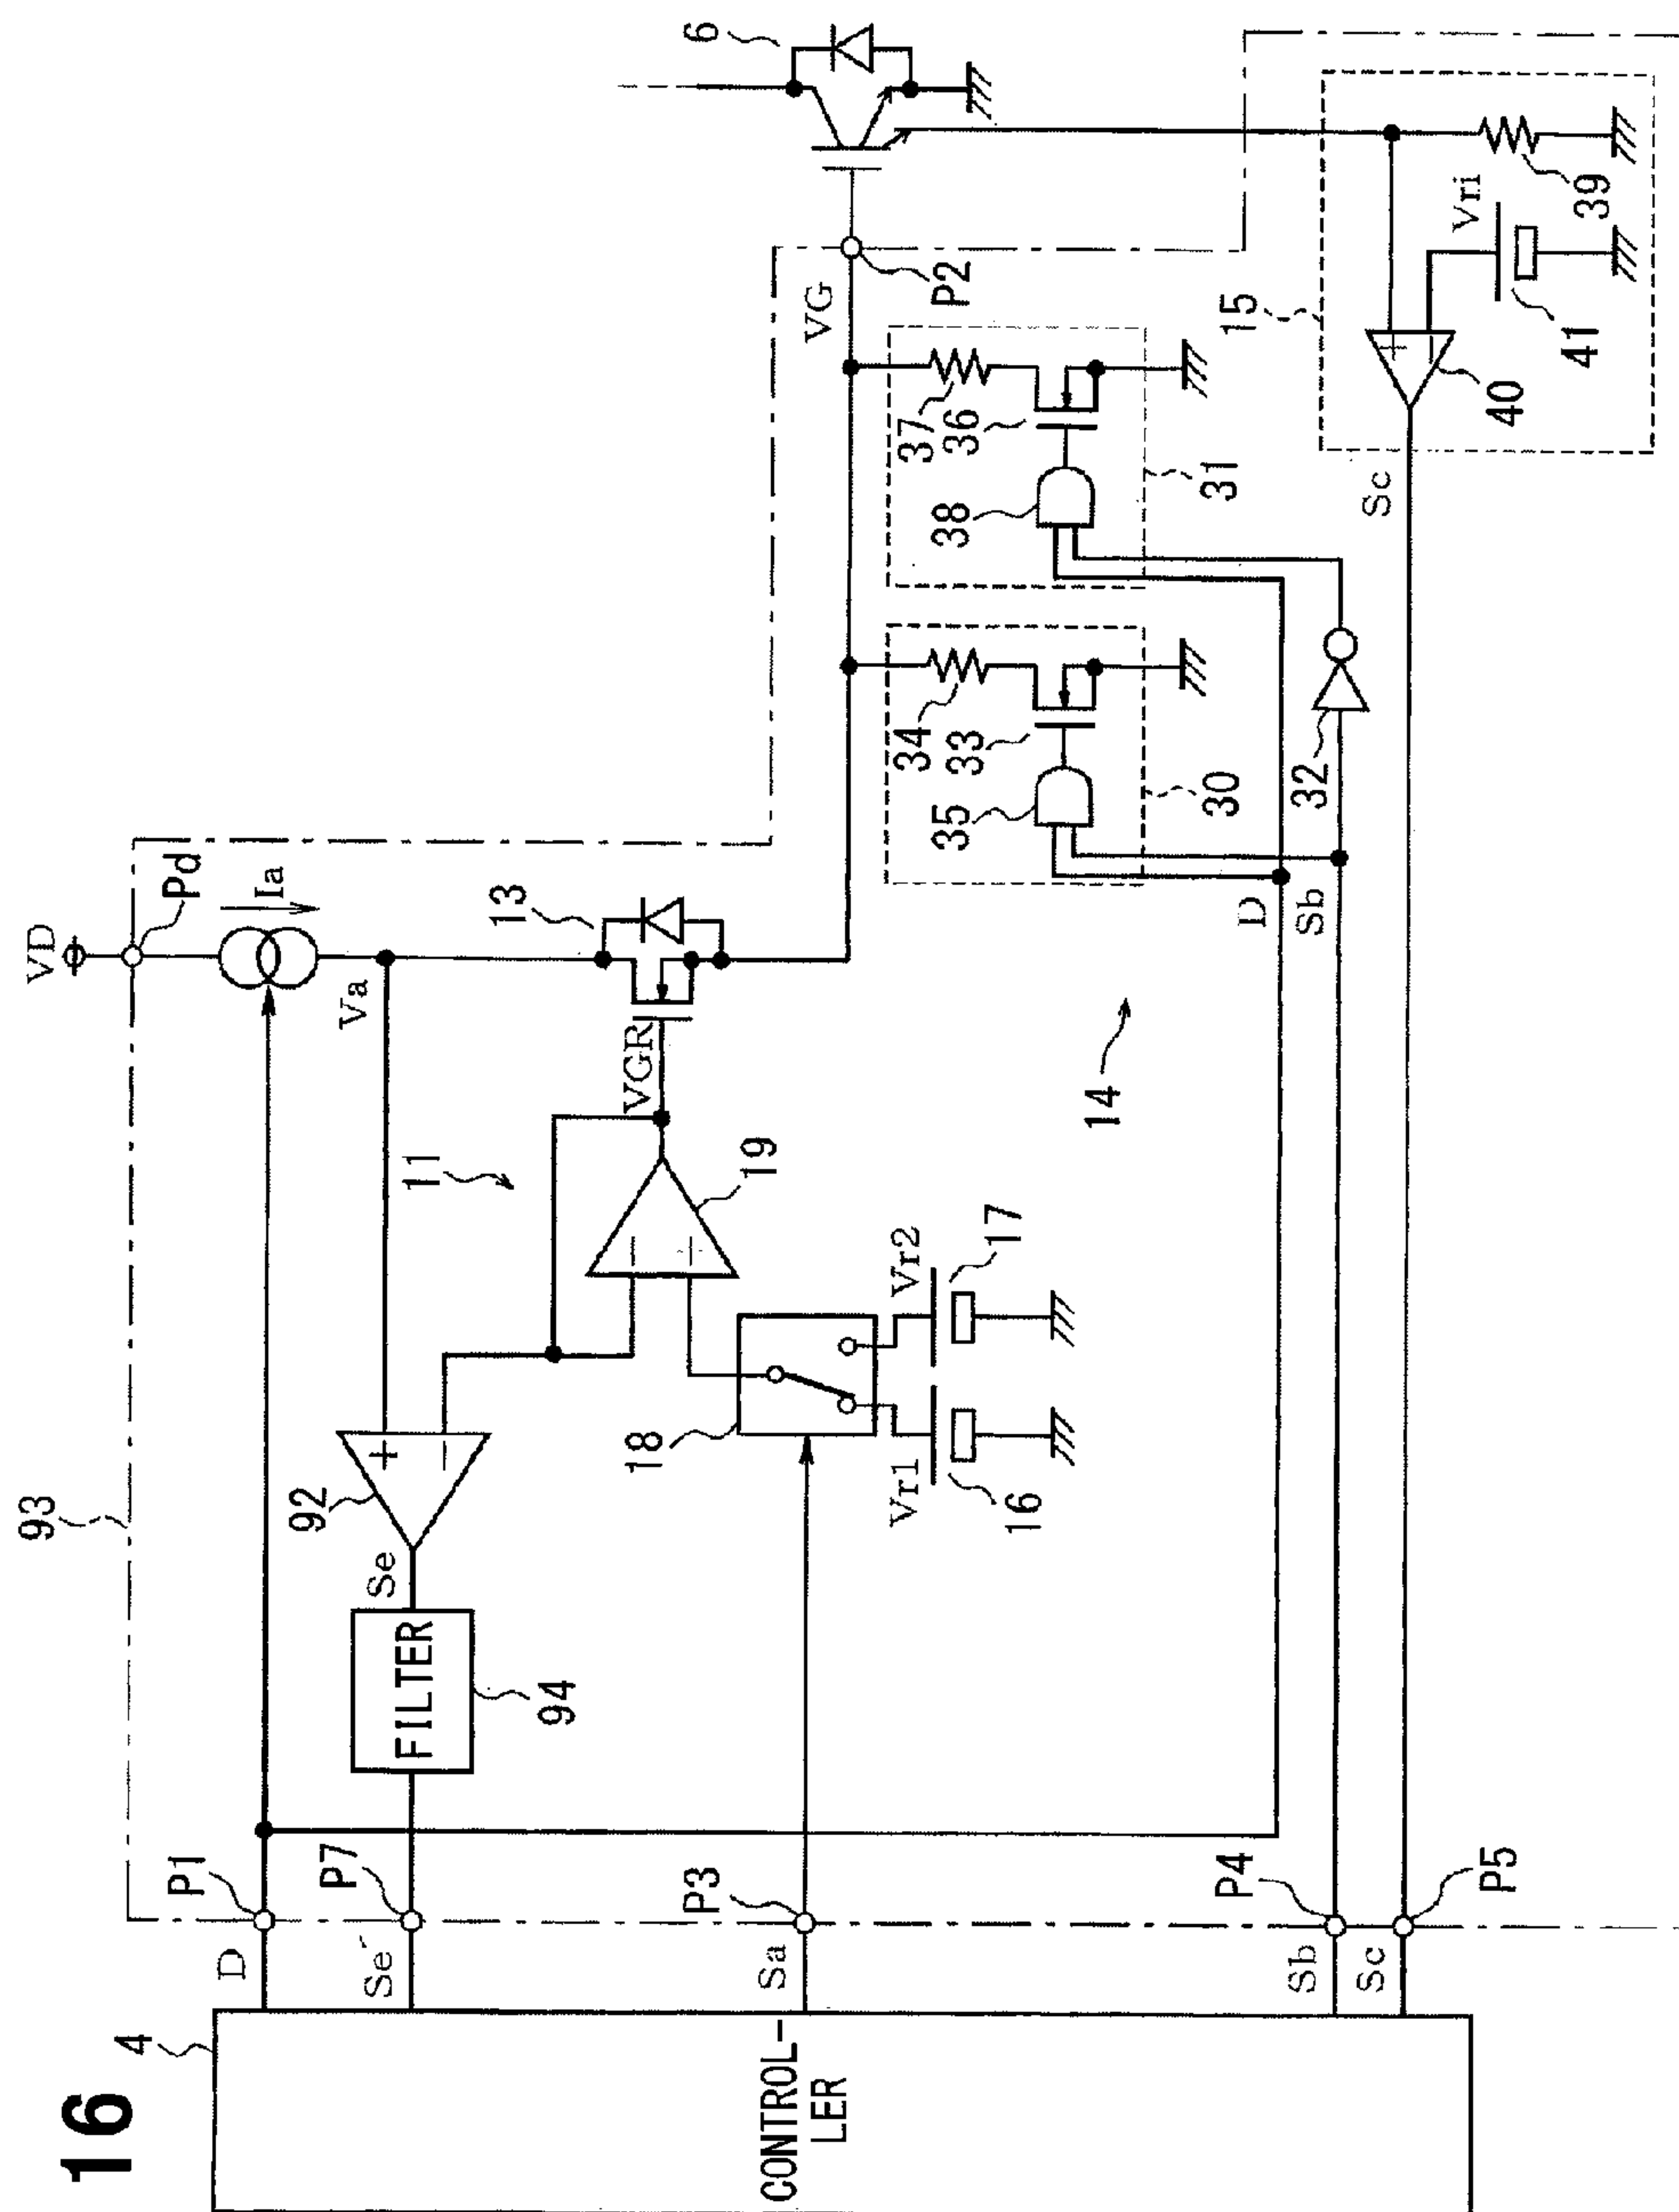 16
4
CONTROL-
LER
D
P1
Se´
P7
Sa
P3
Sb
P4
Sc
P5
93
VD
Pd
Ia
Va
FILTER
94
Se
92
11
13
VGR
19
18
Vr1
16
Vr2
17
14
VG
P2
6
34
33
35
30
37
36
38
31
D
Sb
32
Sc
15
40
Vri
41
39